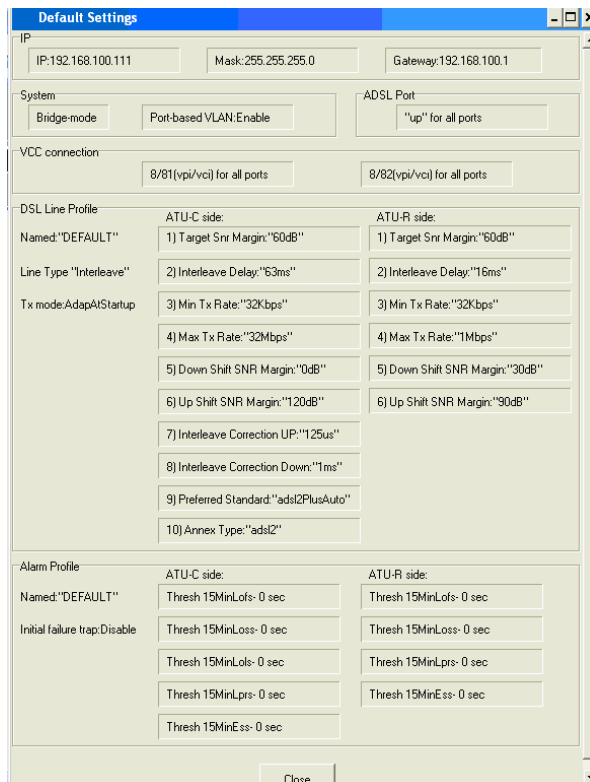 Default Settings
IP
IP:192.168.100.111 Mask:255.255.255.0 Gateway:192.168.100.1
System ADSL Port
Bridge-mode Port-based VLAN:Enable "up" for all ports
VCC connection
8/81(vpi/vci) for all ports 8/82(vpi/vci) for all ports
DSL Line Profile
ATU-C side: ATU-R side:
Named:"DEFAULT" 1) Target Snr Margin:"60dB" 1) Target Snr Margin:"60dB"
Line Type "Interleave" 2) Interleave Delay:"63ms" 2) Interleave Delay:"16ms"
Tx mode:AdapAtStartup 3) Min Tx Rate:"32Kbps" 3) Min Tx Rate:"32Kbps"
4) Max Tx Rate:"32Mbps" 4) Max Tx Rate:"1Mbps"
5) Down Shift SNR Margin:"0dB" 5) Down Shift SNR Margin:"30dB"
6) Up Shift SNR Margin:"120dB" 6) Up Shift SNR Margin:"90dB"
7) Interleave Correction UP:"125us"
8) Interleave Correction Down:"1ms"
9) Preferred Standard:"adsl2PlusAuto"
10) Annex Type:"adsl2"
Alarm Profile
ATU-C side: ATU-R side:
Named:"DEFAULT" Thresh 15MinLofs- 0 sec Thresh 15MinLofs- 0 sec
Initial failure trap:Disable Thresh 15MinLoss- 0 sec Thresh 15MinLoss- 0 sec
Thresh 15MinLols- 0 sec Thresh 15MinLprs- 0 sec
Thresh 15MinLprs- 0 sec Thresh 15MinEss- 0 sec
Thresh 15MinEss- 0 sec
Close